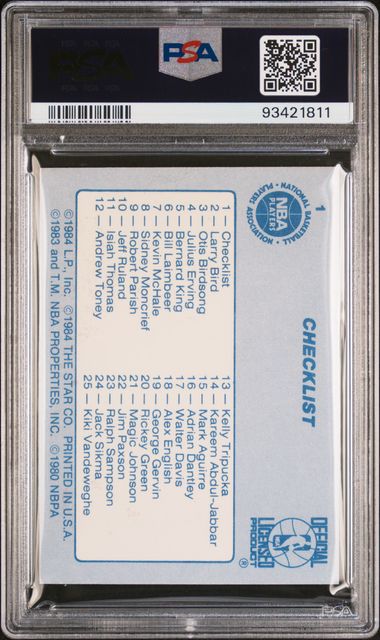 PSA
PSA
93421811
1
NATIONAL BASKETBALL
PLAYERS ASSOCIATION
NBA
PLAYERS
CHECKLIST
OFFICIAL
LICENSED
PRODUCT
®
1 – Checklist
2 – Larry Bird
3 – Otis Birdsong
4 – Julius Erving
5 – Bernard King
6 – Bill Laimbeer
7 – Kevin McHale
8 – Sidney Moncrief
9 – Robert Parish
10 – Jeff Ruland
11 – Isiah Thomas
12 – Andrew Toney
13 – Kelly Tripucka
14 – Kareem Abdul-Jabbar
15 – Mark Aguirre
16 – Adrian Dantley
17 – Walter Davis
18 – Alex English
19 – George Gervin
20 – Rickey Green
21 – Magic Johnson
22 – Jim Paxson
23 – Ralph Sampson
24 – Jack Sikma
25 – Kiki Vandeweghe
©1984 L.P., Inc. ©1984 THE STAR CO. PRINTED IN U.S.A.
©1983 and T.M. NBA PROPERTIES, INC. ©1980 NBPA
PSA